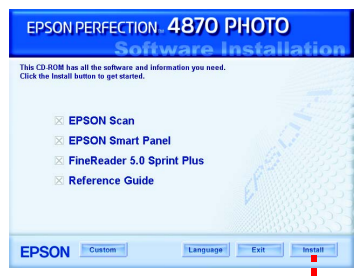 EPSON PERFECTION™ 4870 PHOTO
Software Installation
This CD-ROM has all the software and information you need.
Click the Install button to get started.
EPSON Scan
EPSON Smart Panel
FineReader 5.0 Sprint Plus
Reference Guide
EPSON
EPSON Custom Language Exit Install